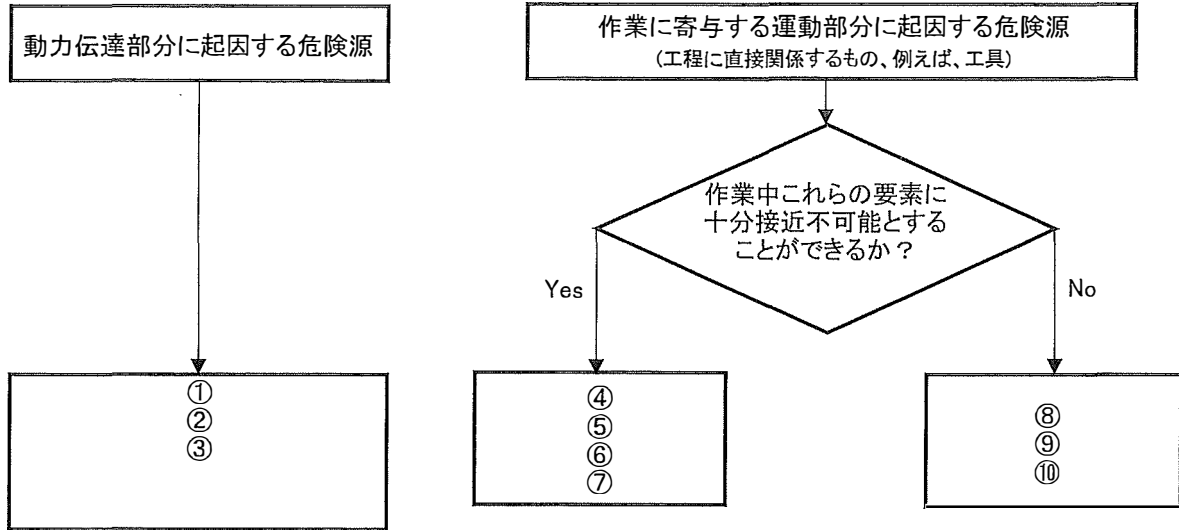 動力伝達部分に起因する危険源
作業に寄与する運動部分に起因する危険源
(工程に直接関係するもの、例えば、工具)
作業中これらの要素に
十分接近不可能とする
ことができるか？
Yes
No
①
②
③
④
⑤
⑥
⑦
⑧
⑨
⑩